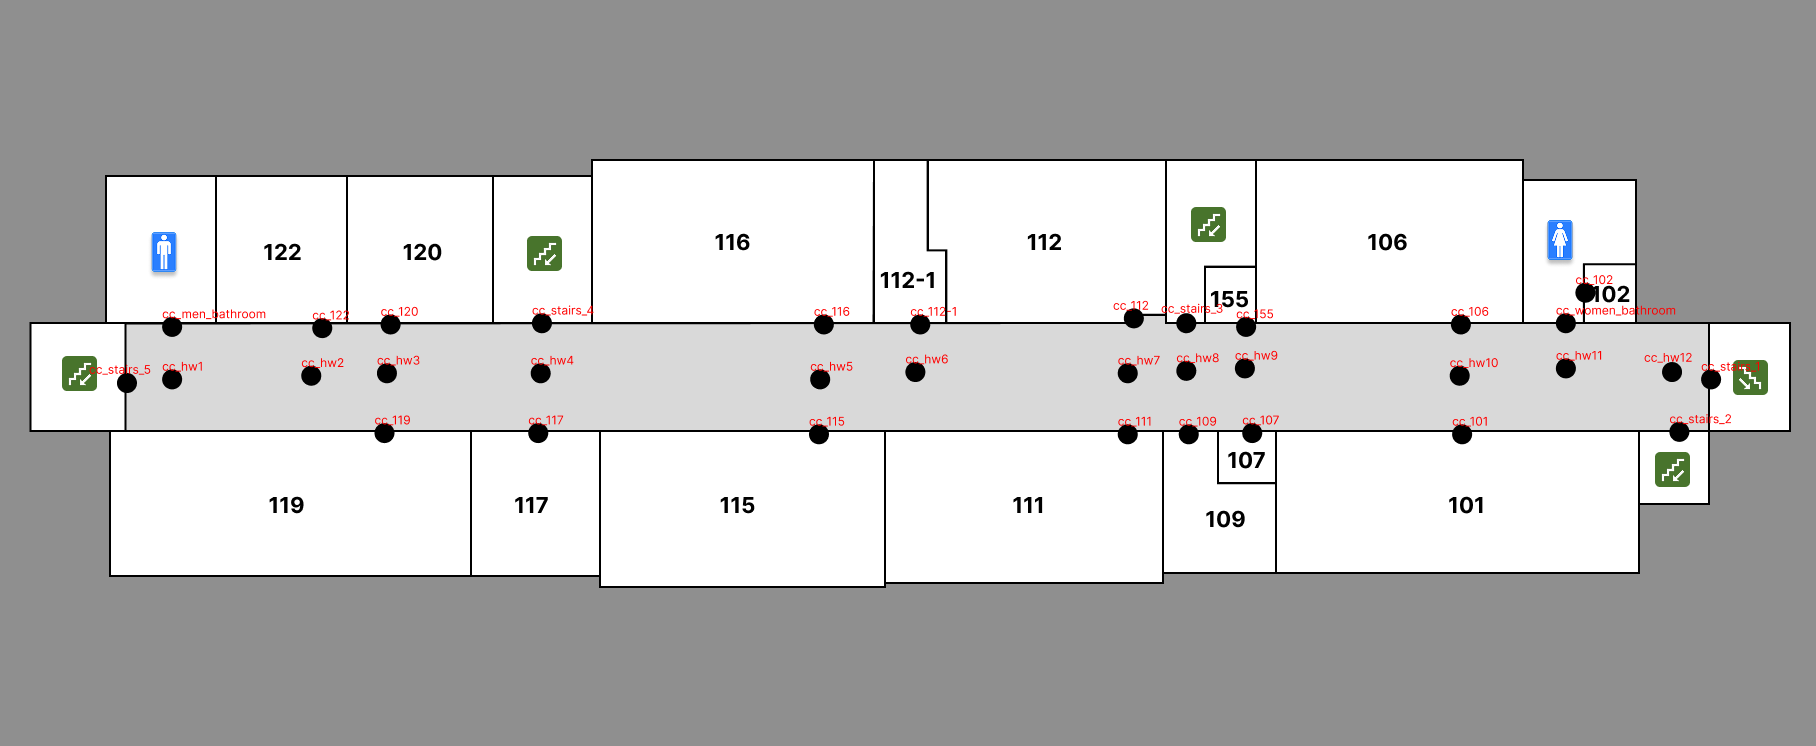 116
112
106
122
120
112-1
155
102
cc_102
cc_men_bathroom
cc_122
cc_120
cc_stairs_4
cc_116
cc_112-1
cc_112
cc_stairs_3
cc_155
cc_106
cc_women_bathroom
cc_stairs_5
cc_hw1
cc_hw2
cc_hw3
cc_hw4
cc_hw5
cc_hw6
cc_hw7
cc_hw8
cc_hw9
cc_hw10
cc_hw11
cc_hw12
cc_119
cc_117
cc_115
cc_111
cc_109
cc_107
cc_101
cc_stairs_2
107
119
117
115
111
109
101